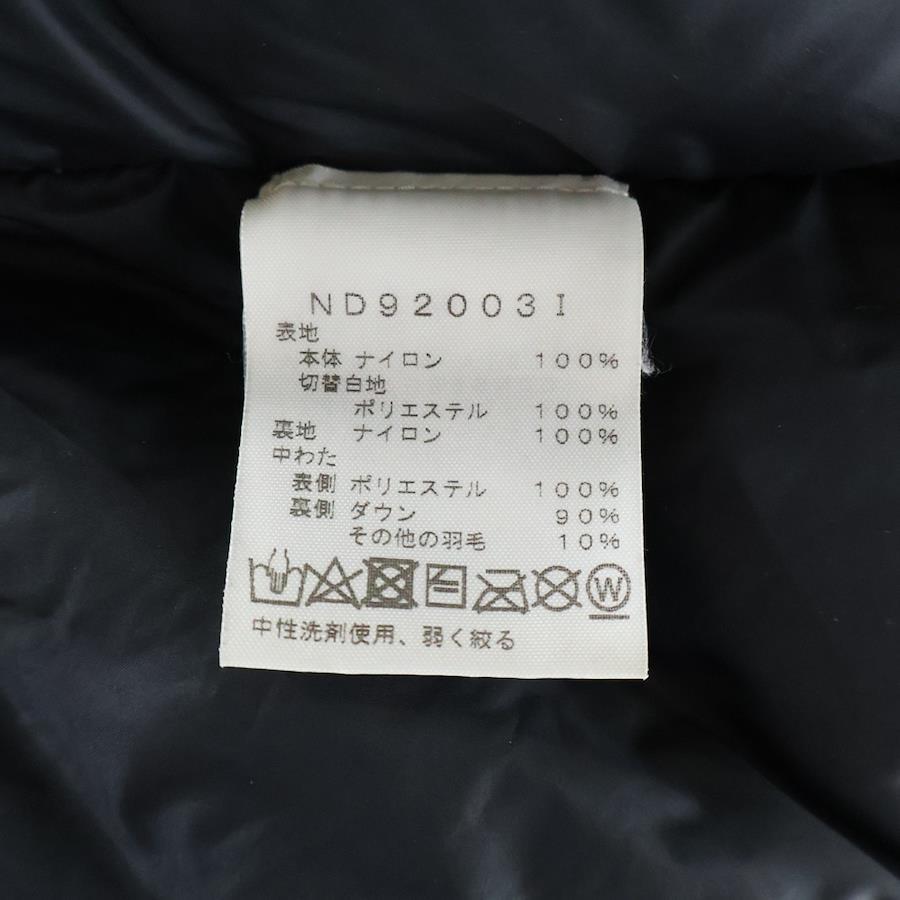 ND92003I
表地
本体 ナイロン 100%
切替白地
ポリエステル 100%
裏地 ナイロン 100%
中わた
表側 ポリエステル 100%
裏側 ダウン 90%
その他の羽毛 10%
W
中性洗剤使用、弱く絞る